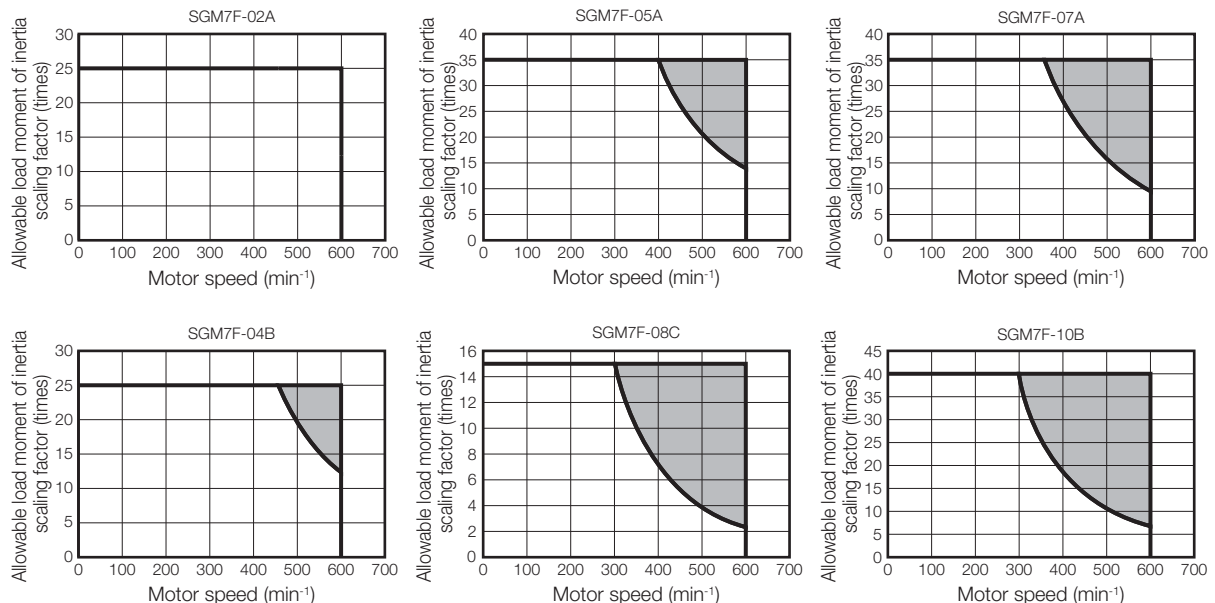 SGM7F-02A
Allowable load moment of inertia
scaling factor (times)
30
25
20
15
10
5
0
0 100 200 300 400 500 600 700
Motor speed (min-1)
SGM7F-05A
Allowable load moment of inertia
scaling factor (times)
40
35
30
25
20
15
10
5
0
0 100 200 300 400 500 600 700
Motor speed (min-1)
SGM7F-07A
Allowable load moment of inertia
scaling factor (times)
40
35
30
25
20
15
10
5
0
0 100 200 300 400 500 600 700
Motor speed (min-1)
SGM7F-04B
Allowable load moment of inertia
scaling factor (times)
30
25
20
15
10
5
0
0 100 200 300 400 500 600 700
Motor speed (min-1)
SGM7F-08C
Allowable load moment of inertia
scaling factor (times)
16
14
12
10
8
6
4
2
0
0 100 200 300 400 500 600 700
Motor speed (min-1)
SGM7F-10B
Allowable load moment of inertia
scaling factor (times)
45
40
35
30
25
20
15
10
5
0
0 100 200 300 400 500 600 700
Motor speed (min-1)